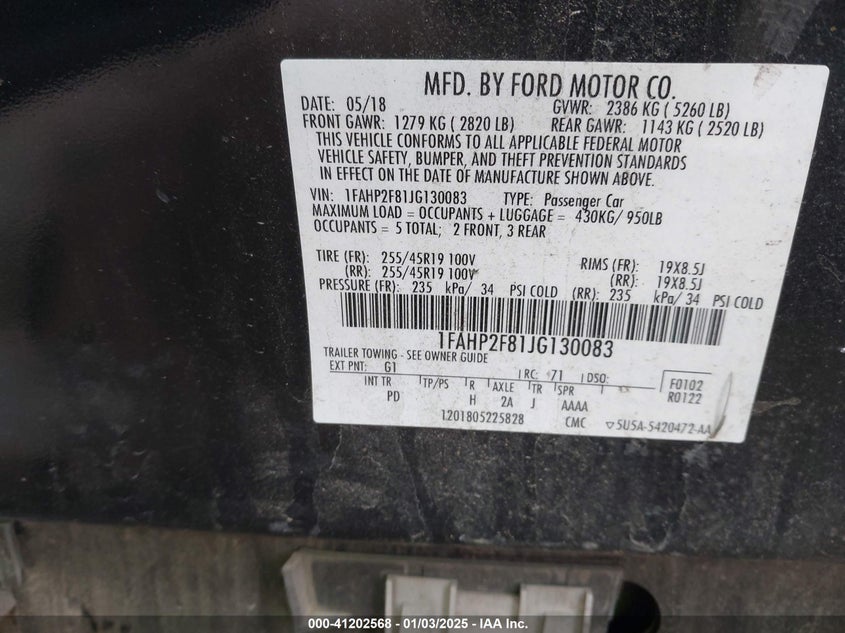 MFD. BY FORD MOTOR CO.
DATE: 05/18 GVWR: 2386 KG ( 5260 LB)
FRONT GAWR: 1279 KG ( 2820 LB) REAR GAWR: 1143 KG ( 2520 LB)
THIS VEHICLE CONFORMS TO ALL APPLICABLE FEDERAL MOTOR
VEHICLE SAFETY, BUMPER, AND THEFT PREVENTION STANDARDS
IN EFFECT ON THE DATE OF MANUFACTURE SHOWN ABOVE.
VIN: 1FAHP2F81JG130083 TYPE: Passenger Car
MAXIMUM LOAD = OCCUPANTS + LUGGAGE = 430KG/ 950LB
OCCUPANTS = 5 TOTAL; 2 FRONT, 3 REAR
TIRE (FR): 255/45R19 100V RIMS (FR): 19X8.5J
(RR): 255/45R19 100V (RR): 19X8.5J
PRESSURE (FR): 235 kPa/ 34 PSI COLD (RR): 235 kPa/ 34 PSI COLD
1FAHP2F81JG130083
TRAILER TOWING - SEE OWNER GUIDE
EXT PNT: G1 RC: 71 DSO: F0102
INT TR TP/PS R AXLE TR SPR R0122
PD H 2A J AAAA
1201805225828 CMC ▽5U5A-5420472-AA
000-41202568 - 01/03/2025 - IAA Inc.